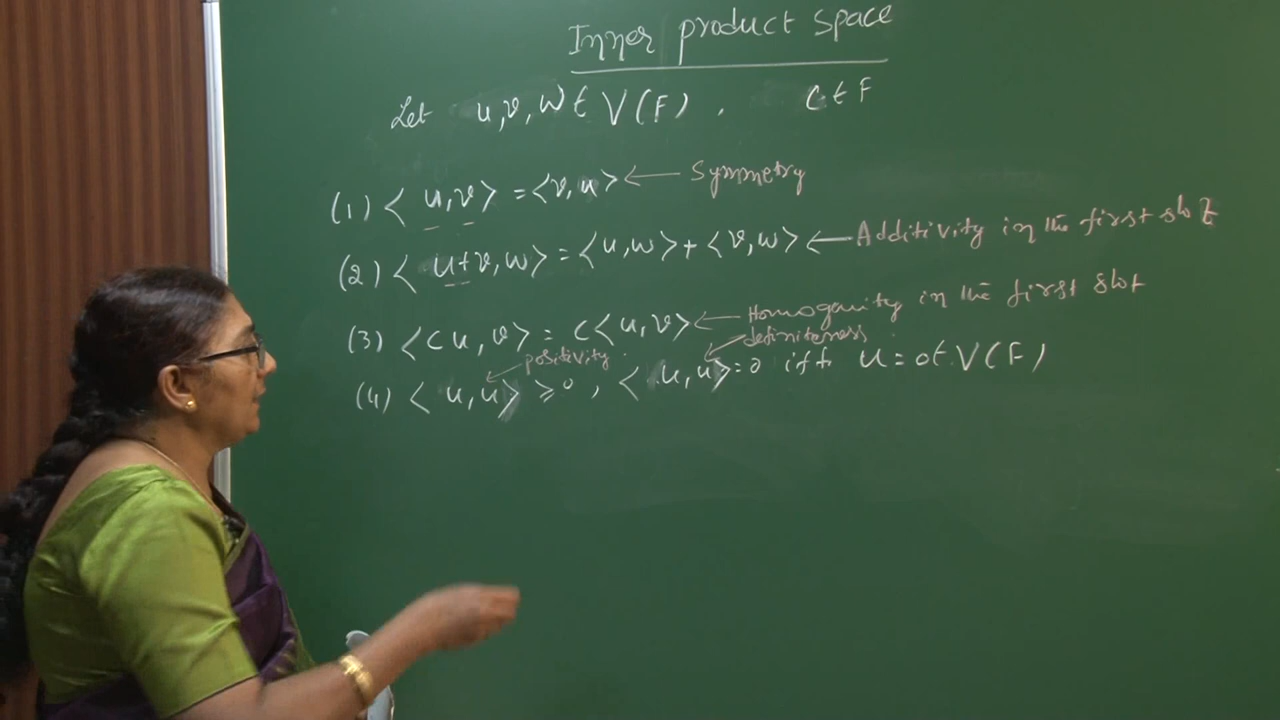 Inner product space
Let u, v, w ∈ V(F), C ∈ F
(1) < u, v > = <v, u> ← Symmetry
(2) < u+v, w> = <u, w> + <v, w> ← Additivity in the first slot
(3) <cu, v> = c<u, v> ← Homoganity in the first slot
positivity definiteness
(4) < u, u> ≥ 0, < u, u> = 0 iff u = 0 ∈ V(F)